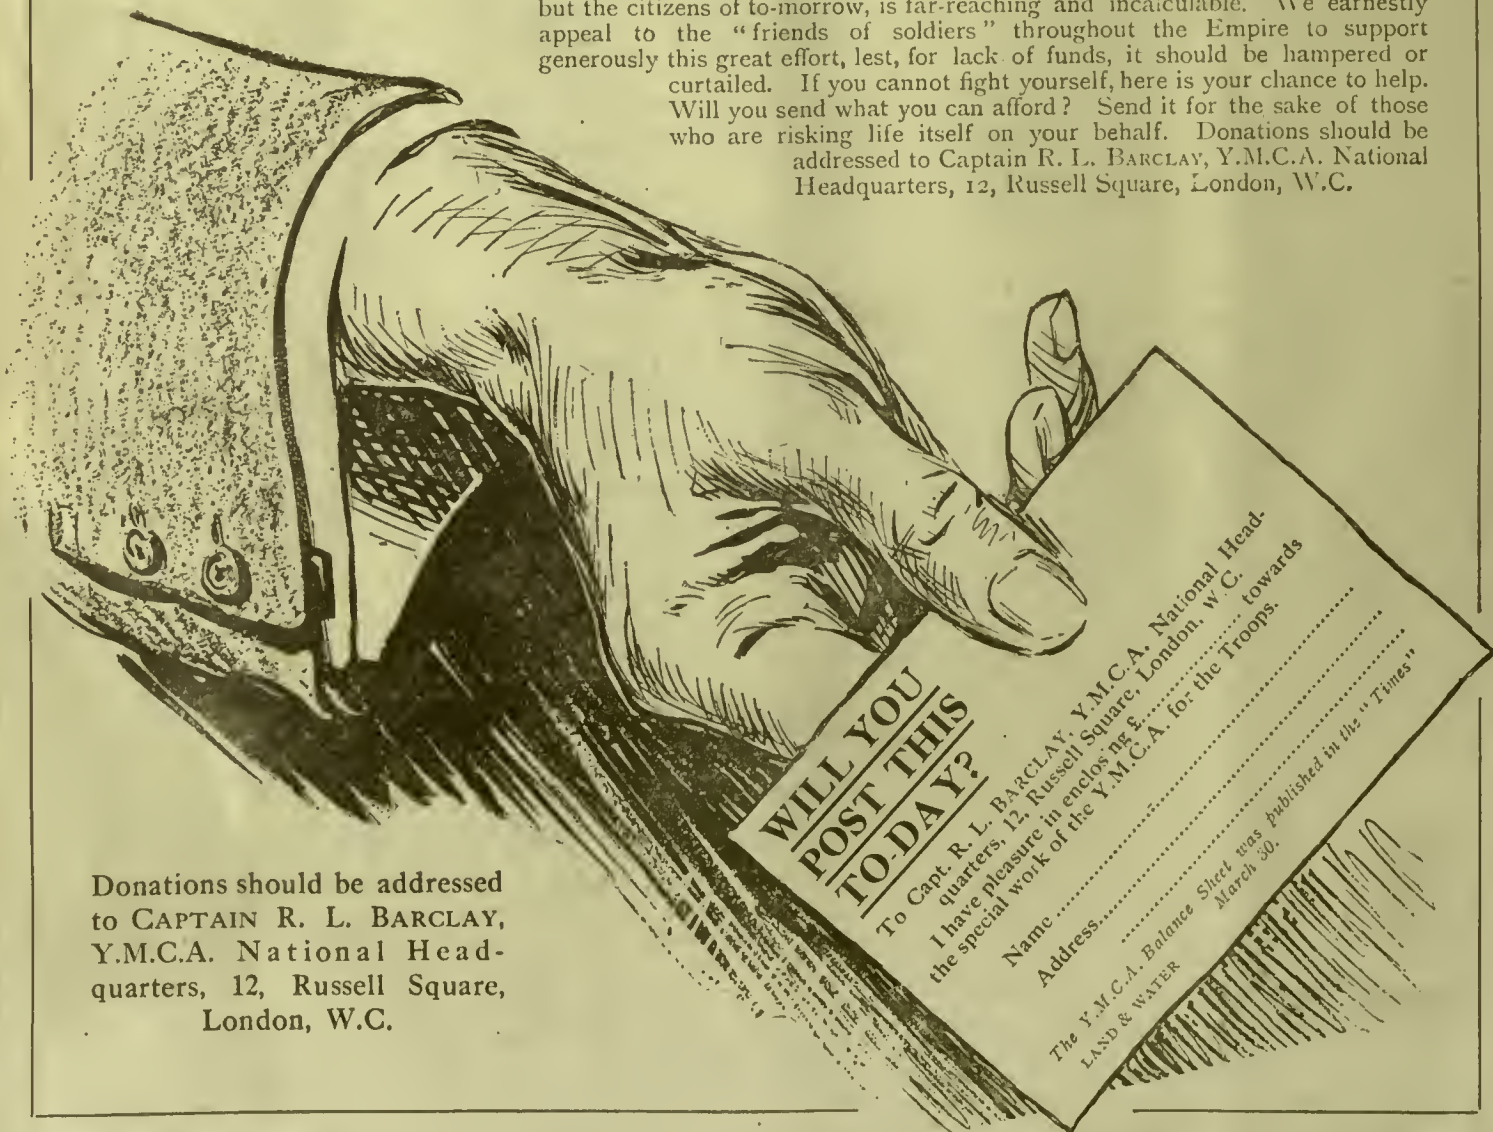 but the citizens of to-morrow, is far-reaching and incalculable. We earnestly
appeal to the “friends of soldiers” throughout the Empire to support
generously this great effort, lest, for lack of funds, it should be hampered or
curtailed. If you cannot fight yourself, here is your chance to help.
Will you send what you can afford? Send it for the sake of those
who are risking life itself on your behalf. Donations should be
addressed to Captain R. L. BARCLAY, Y.M.C.A. National
Headquarters, 12, Russell Square, London, W.C.
WILL YOU
POST THIS
TO-DAY?
To Capt. R. L. BARCLAY, Y.M.C.A. National Head-
quarters, 12, Russell Square, London, W.C.
I have pleasure in enclosing £............... towards
the special work of the Y.M.C.A. for the Troops.
Name ........................................
Address........................................
........................................
The Y.M.C.A. Balance Sheet was published in the "Times"
LAND & WATER March 30.
Donations should be addressed
to CAPTAIN R. L. BARCLAY,
Y.M.C.A. National Head-
quarters, 12, Russell Square,
London, W.C.